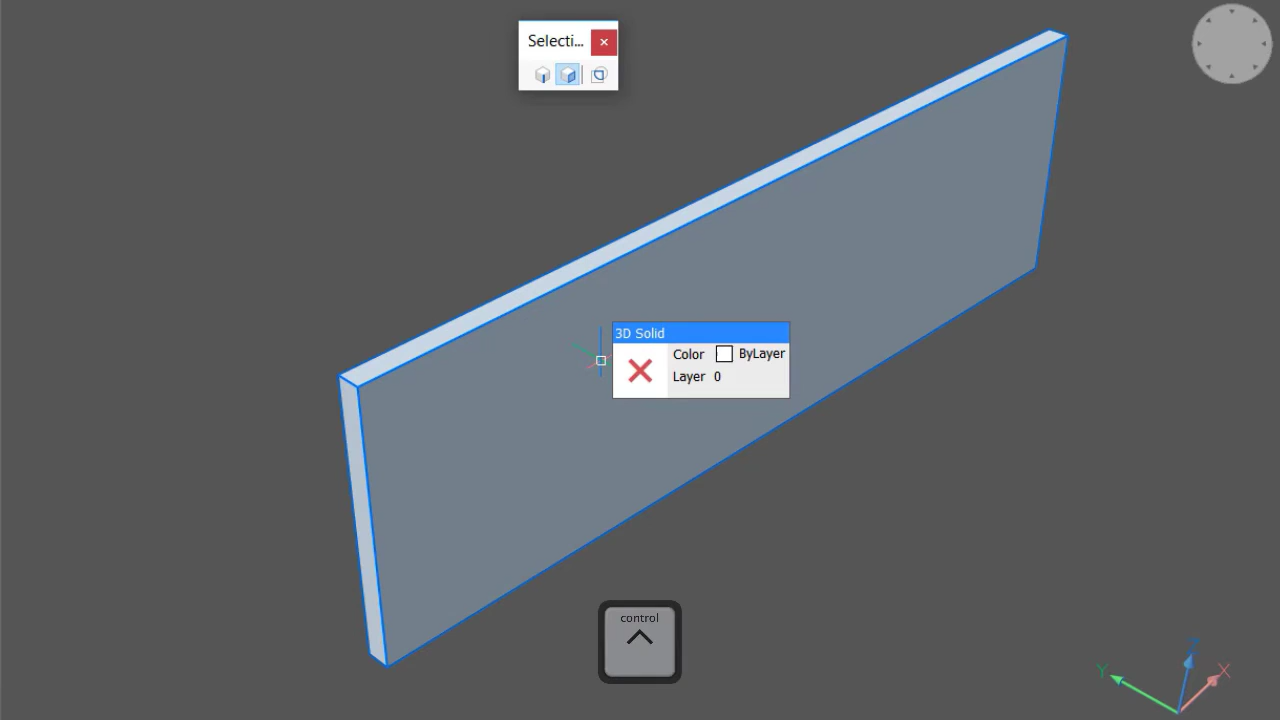 Selecti...
3D Solid
Color ByLayer
Layer 0
control
Z
Y
X